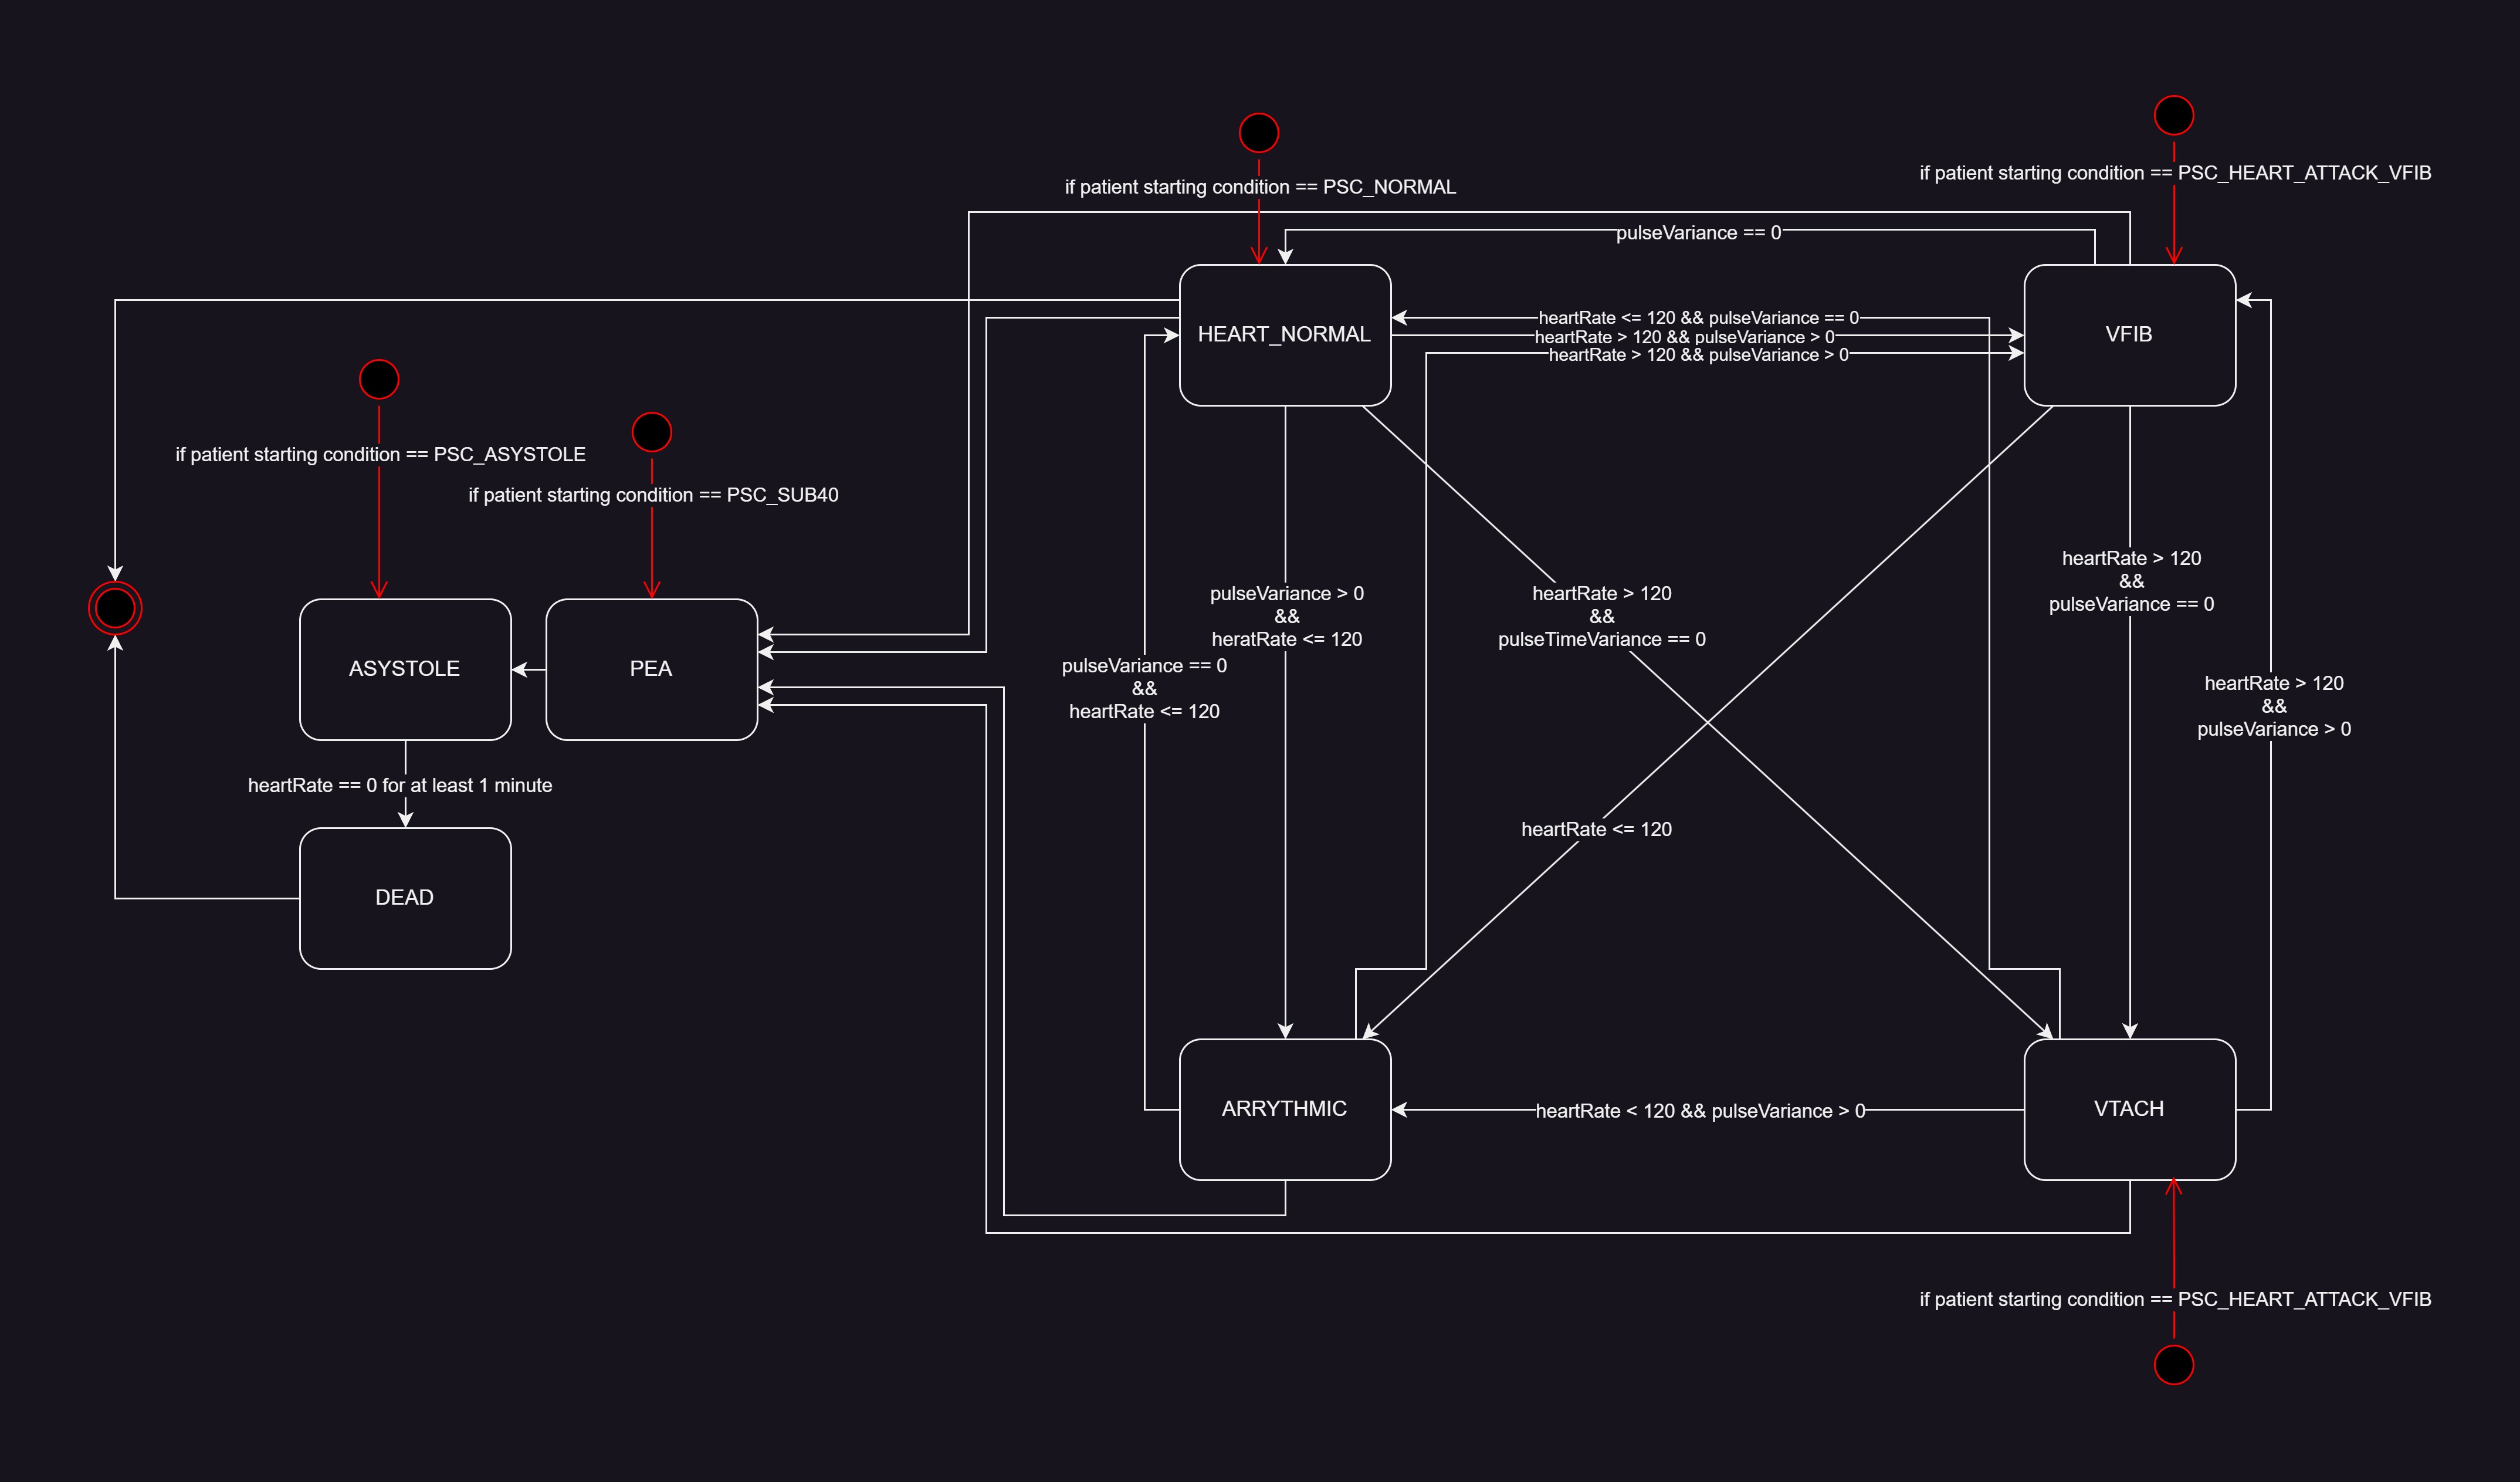 if patient starting condition == PSC_HEART_ATTACK_VFIB
if patient starting condition == PSC_NORMAL
pulseVariance == 0
HEART_NORMAL
heartRate <= 120 && pulseVariance == 0
heartRate > 120 && pulseVariance > 0
heartRate > 120 && pulseVariance > 0
VFIB
if patient starting condition == PSC_ASYSTOLE
if patient starting condition == PSC_SUB40
ASYSTOLE
PEA
pulseVariance > 0
&&
heratRate <= 120
heartRate > 120
&&
pulseTimeVariance == 0
heartRate > 120
&&
pulseVariance == 0
pulseVariance == 0
&&
heartRate <= 120
heartRate > 120
&&
pulseVariance > 0
heartRate == 0 for at least 1 minute
heartRate <= 120
DEAD
ARRYTHMIC
heartRate < 120 && pulseVariance > 0
VTACH
if patient starting condition == PSC_HEART_ATTACK_VFIB